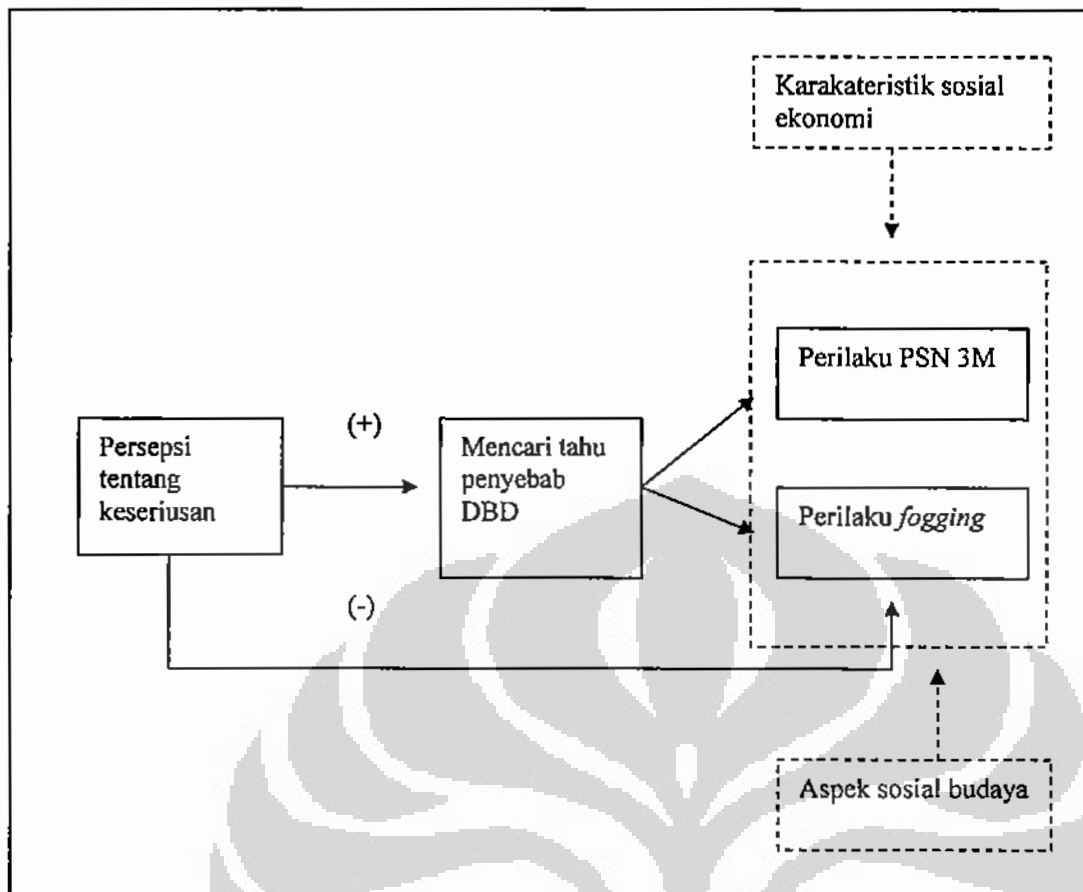 Karakateristik sosial
ekonomi
Perilaku PSN 3M
(+)
Persepsi
tentang
keseriusan
Mencari tahu
penyebab
DBD
Perilaku fogging
(-)
Aspek sosial budaya